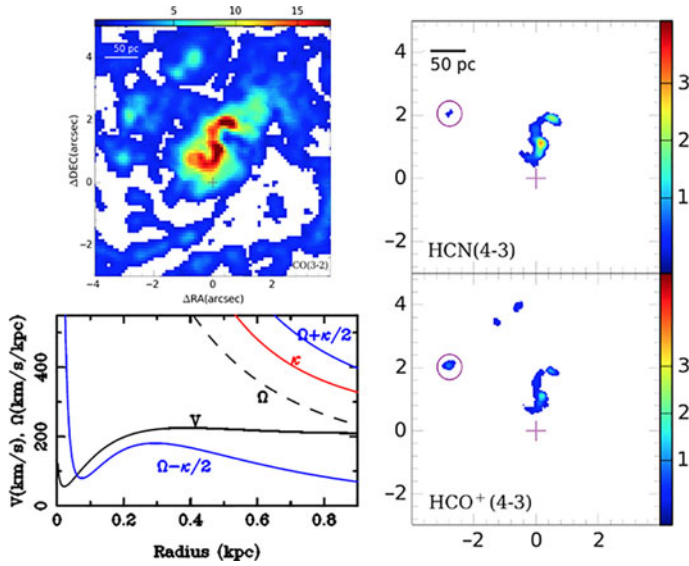 5 10 15
50 pc
4
2
0
−2
ΔDEC(arcsec)
CO(3-2)
−4 −2 0 2
ΔRA(arcsec)
V(km/s), Ω(km/s/kpc)
400
200
0
Ω+κ/2
κ
Ω
V
Ω−κ/2
0 0.2 0.4 0.6 0.8
Radius (kpc)
4
2
0
−2
50 pc
HCN(4-3)
3
2
1
4
2
0
−2
HCO⁺(4-3)
3
2
1
−2 0 2